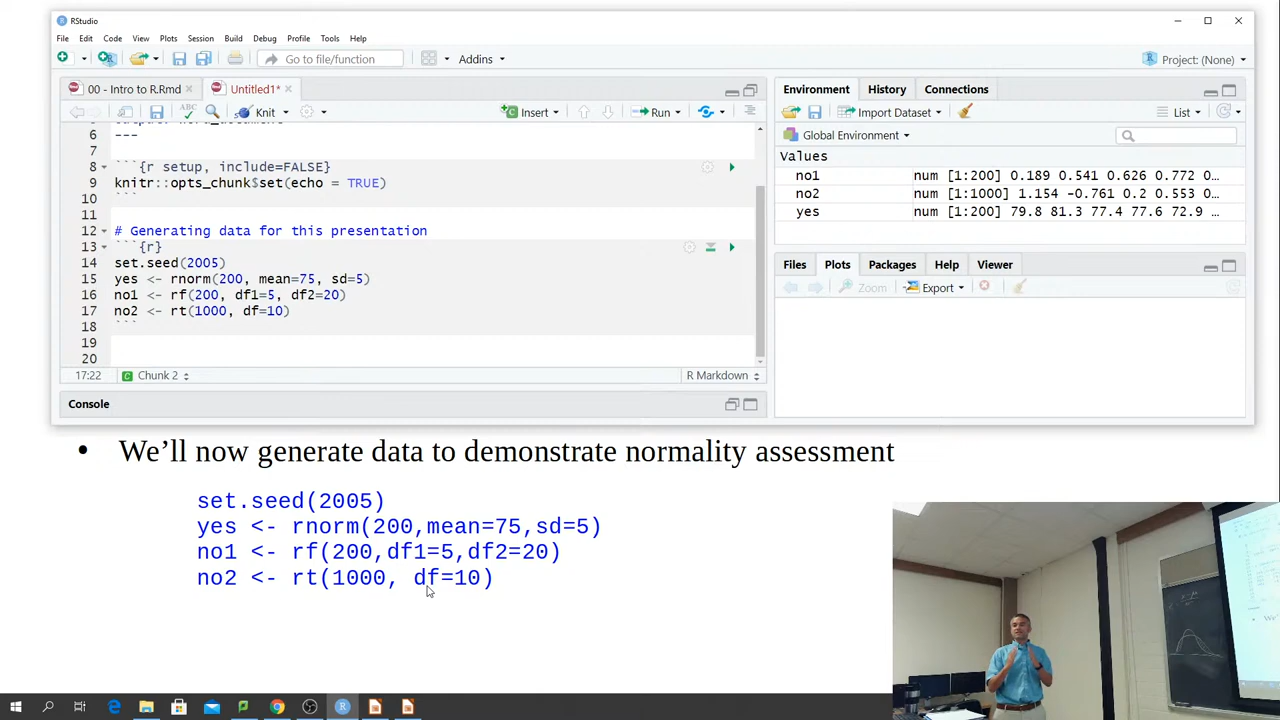 RStudio
File Edit Code View Plots Session Build Debug Profile Tools Help
Go to file/function
Addins
Project: (None)
00 - Intro to R.Rmd
Untitled1*
ABC
Knit
Insert
Run
6
---
7
8 ```{r setup, include=FALSE}
9 knitr::opts_chunk$set(echo = TRUE)
10 ```
11
12 # Generating data for this presentation
13 ```{r}
14 set.seed(2005)
15 yes <- rnorm(200, mean=75, sd=5)
16 no1 <- rf(200, df1=5, df2=20)
17 no2 <- rt(1000, df=10)
18 ```
19
20
17:22
C Chunk 2
R Markdown
Console
Environment History Connections
Import Dataset
List
Global Environment
Values
no1 num [1:200] 0.189 0.541 0.626 0.772 0…
no2 num [1:1000] 1.154 -0.761 0.2 0.553 0…
yes num [1:200] 79.8 81.3 77.4 77.6 72.9 …
Files Plots Packages Help Viewer
Zoom
Export
• We’ll now generate data to demonstrate normality assessment
set.seed(2005)
yes <- rnorm(200,mean=75,sd=5)
no1 <- rf(200,df1=5,df2=20)
no2 <- rt(1000, df=10)